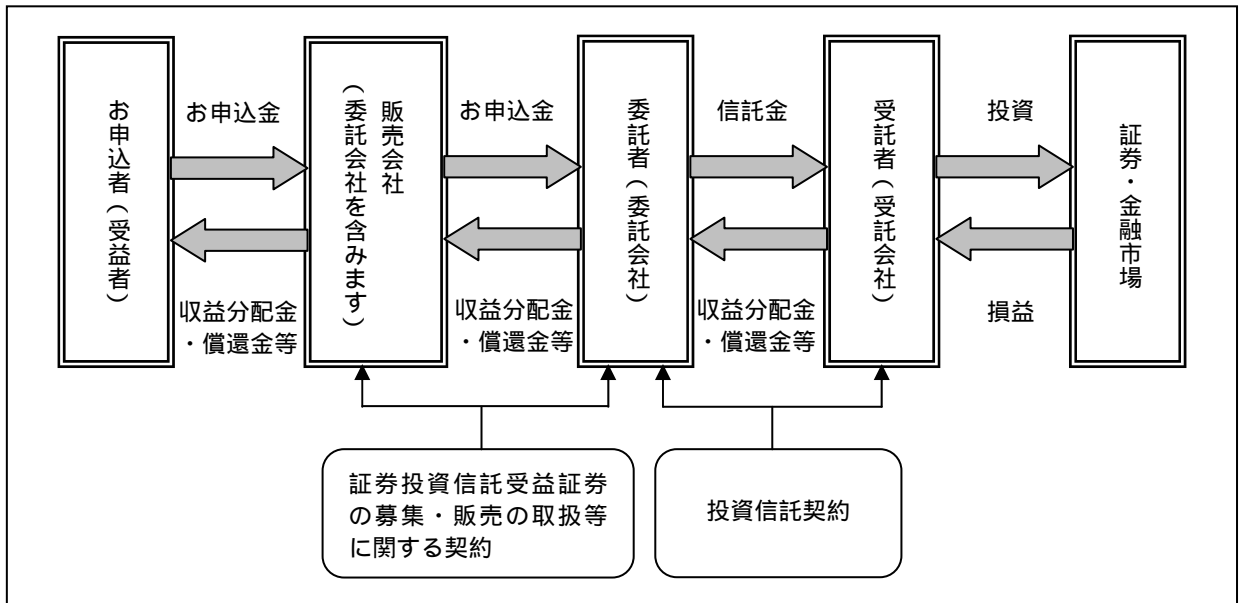 お申込者（受益者）
お申込金
収益分配金
・償還金等
販売会社
（委託会社を含みます）
お申込金
収益分配金
・償還金等
委託者（委託会社）
信託金
収益分配金
・償還金等
受託者（受託会社）
投資
損益
証券・金融市場
証券投資信託受益証券
の募集・販売の取扱等
に関する契約
投資信託契約